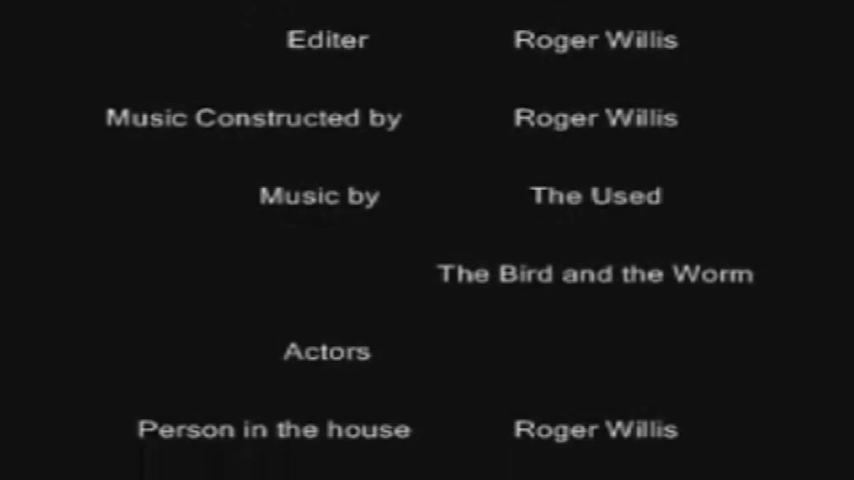 Editer Roger Willis
Music Constructed by Roger Willis
Music by The Used
The Bird and the Worm
Actors
Person in the house Roger Willis